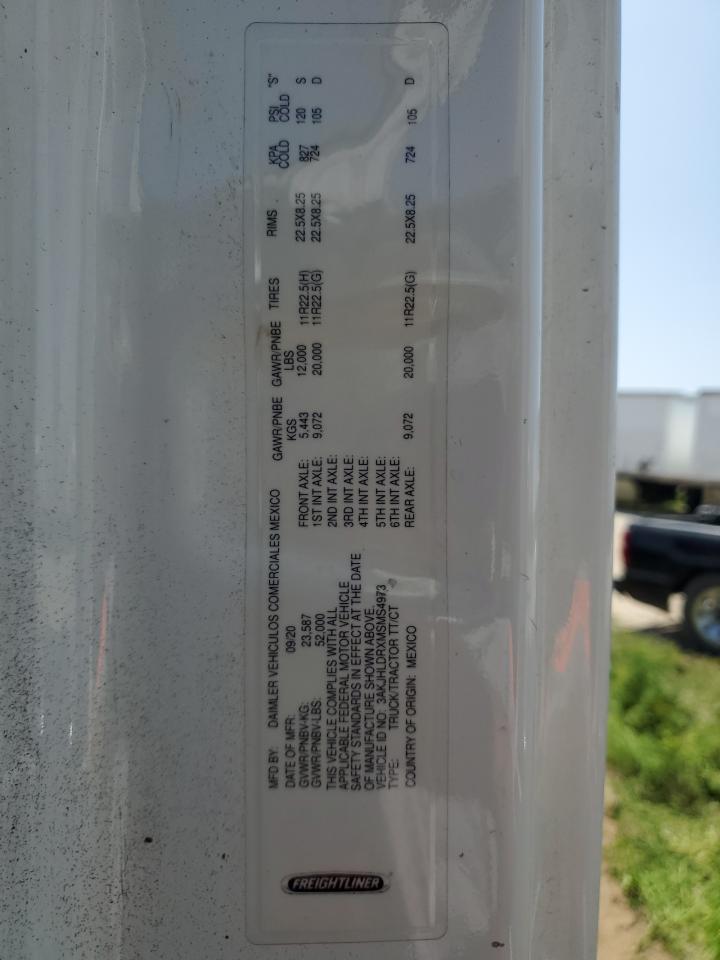 FREIGHTLINER
MFD BY: DAIMLER VEHICULOS COMERCIALES MEXICO
DATE OF MFR: 09/20
GVWR/PNBV-KG: 23,587
GVWR/PNBV-LBS: 52,000
THIS VEHICLE COMPLIES WITH ALL
APPLICABLE FEDERAL MOTOR VEHICLE
SAFETY STANDARDS IN EFFECT AT THE DATE
OF MANUFACTURE SHOWN ABOVE.
VEHICLE ID NO: 3AKJHLDRXMSMS4973
TYPE: TRUCK/TRACTOR TT/CT
COUNTRY OF ORIGIN: MEXICO
GAWR/PNBE GAWR/PNBE TIRES RIMS KPA PSI "S"
KGS LBS COLD COLD
FRONT AXLE: 5,443 12,000 11R22.5(H) 22.5X8.25 827 120 S
1ST INT AXLE: 9,072 20,000 11R22.5(G) 22.5X8.25 724 105 D
2ND INT AXLE:
3RD INT AXLE:
4TH INT AXLE:
5TH INT AXLE:
6TH INT AXLE:
REAR AXLE: 9,072 20,000 11R22.5(G) 22.5X8.25 724 105 D